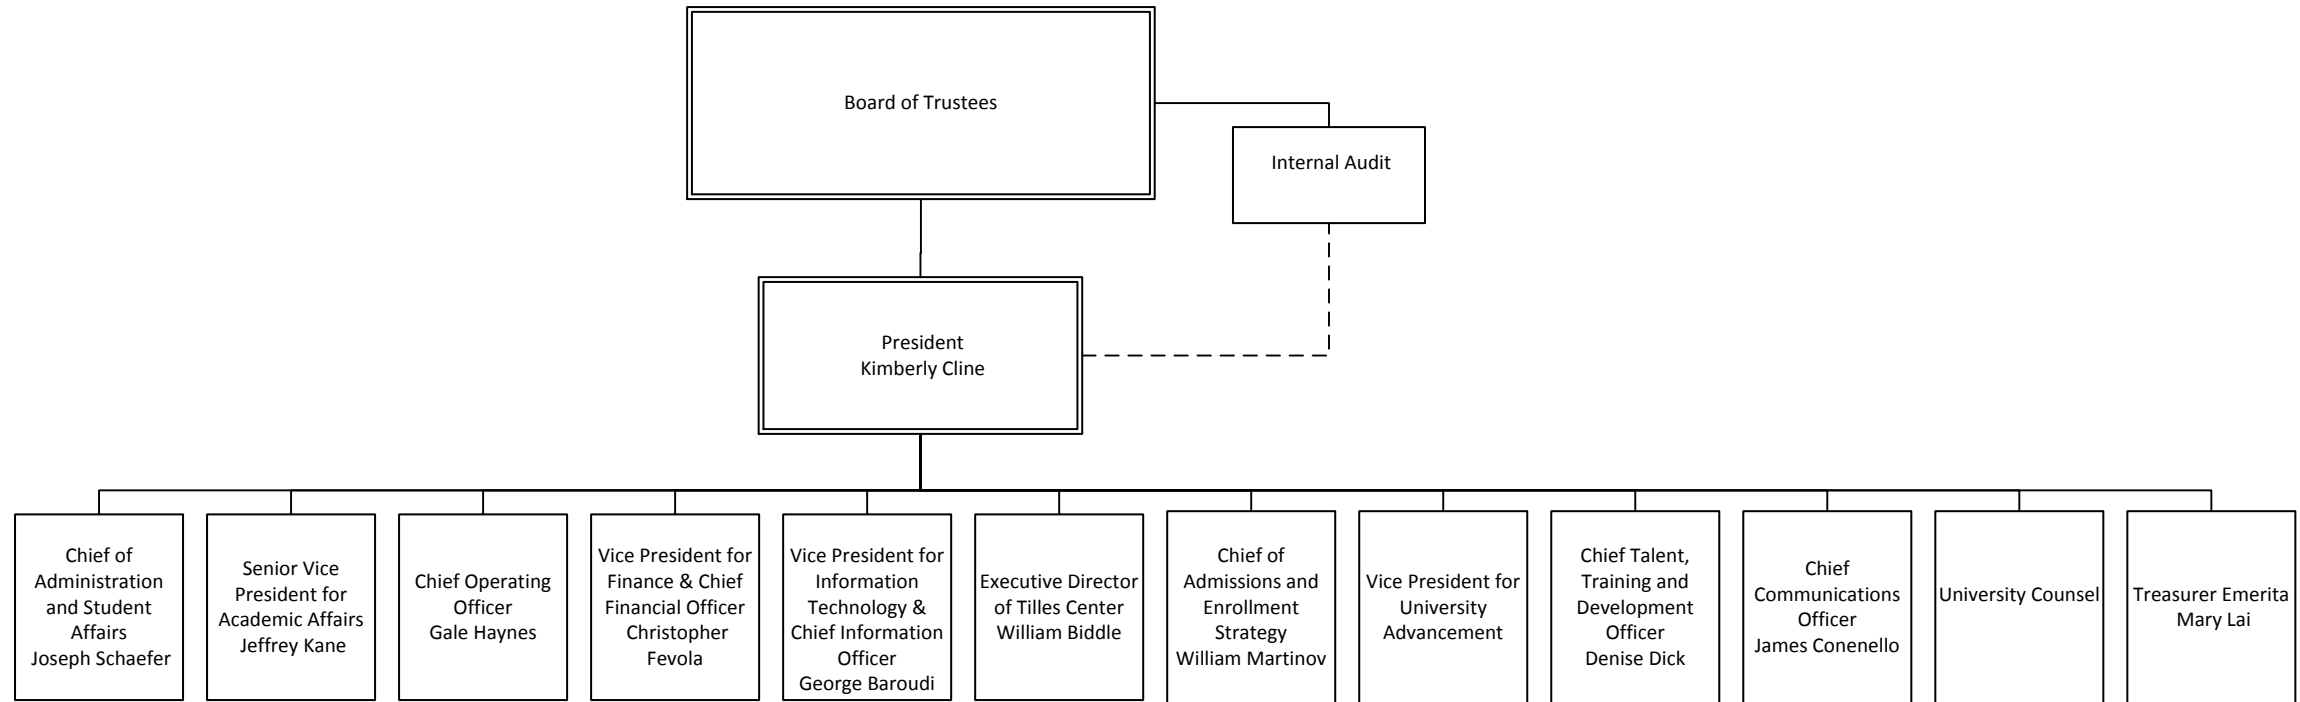 Board of Trustees
Internal Audit
President
Kimberly Cline
Chief of
Administration
and Student
Affairs
Joseph Schaefer
Senior Vice
President for
Academic Affairs
Jeffrey Kane
Chief Operating
Officer
Gale Haynes
Vice President for
Finance & Chief
Financial Officer
Christopher
Fevola
Vice President for
Information
Technology &
Chief Information
Officer
George Baroudi
Executive Director
of Tilles Center
William Biddle
Chief of
Admissions and
Enrollment
Strategy
William Martinov
Vice President for
University
Advancement
Chief Talent,
Training and
Development
Officer
Denise Dick
Chief
Communications
Officer
James Conenello
University Counsel
Treasurer Emerita
Mary Lai